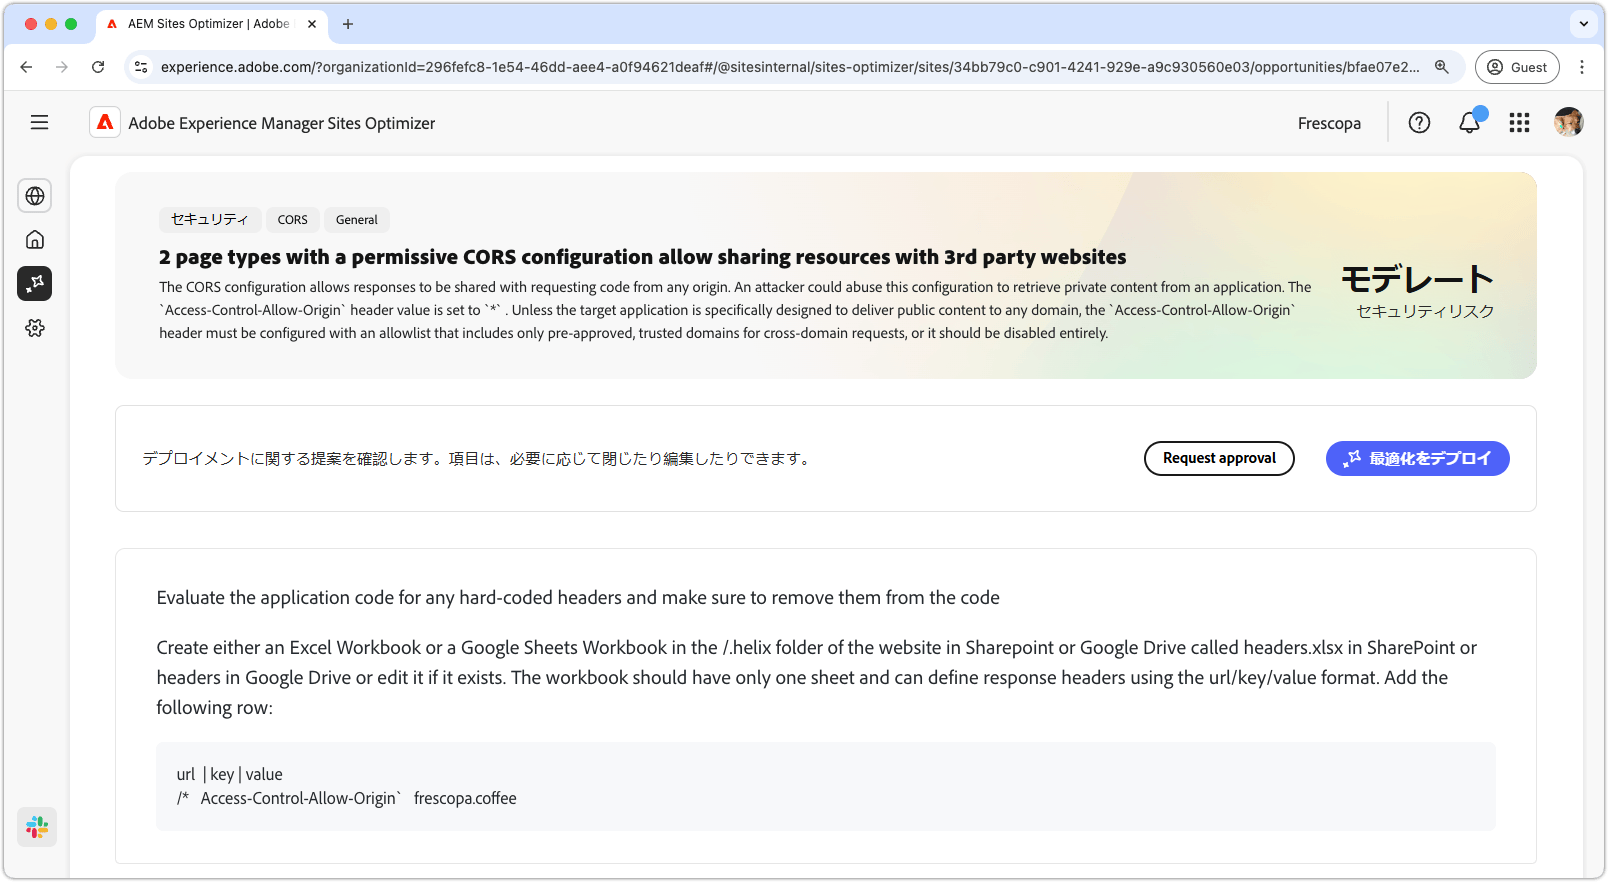 AEM Sites Optimizer | Adobe
experience.adobe.com/?organizationId=296fefc8-1e54-46dd-aee4-a0f94621deaf#/@sitesinternal/sites-optimizer/sites/34bb79c0-c901-4241-929e-a9c930560e03/opportunities/bfae07e2...
Guest
Adobe Experience Manager Sites Optimizer
Frescopa
セキュリティ CORS General
2 page types with a permissive CORS configuration allow sharing resources with 3rd party websites
The CORS configuration allows responses to be shared with requesting code from any origin. An attacker could abuse this configuration to retrieve private content from an application. The
`Access-Control-Allow-Origin` header value is set to `*` . Unless the target application is specifically designed to deliver public content to any domain, the `Access-Control-Allow-Origin`
header must be configured with an allowlist that includes only pre-approved, trusted domains for cross-domain requests, or it should be disabled entirely.
モデレート
セキュリティリスク
デプロイメントに関する提案を確認します。項目は、必要に応じて閉じたり編集したりできます。
Request approval
最適化をデプロイ
Evaluate the application code for any hard-coded headers and make sure to remove them from the code
Create either an Excel Workbook or a Google Sheets Workbook in the /.helix folder of the website in Sharepoint or Google Drive called headers.xlsx in SharePoint or
headers in Google Drive or edit it if it exists. The workbook should have only one sheet and can define response headers using the url/key/value format. Add the
following row:
url | key | value
/* Access-Control-Allow-Origin` frescopa.coffee